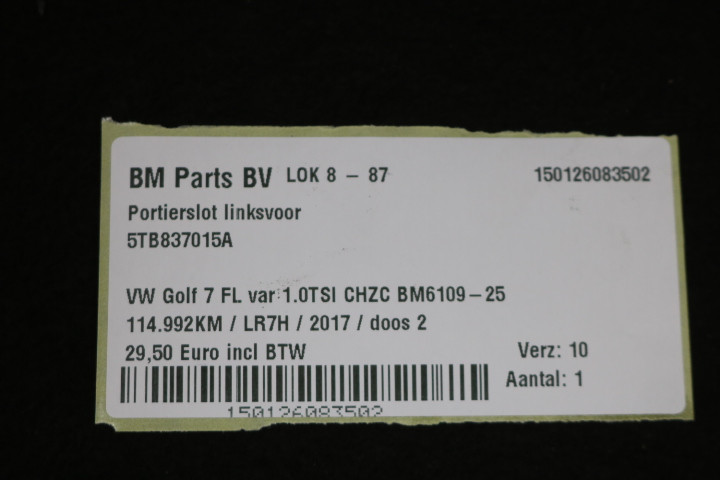 BM Parts BV LOK 8 - 87 150126083502
Portierslot linksvoor
5TB837015A
VW Golf 7 FL var 1.0TSI CHZC BM6109-25
114.992KM / LR7H / 2017 / doos 2
29,50 Euro incl BTW Verz: 10
Aantal: 1
150126083502